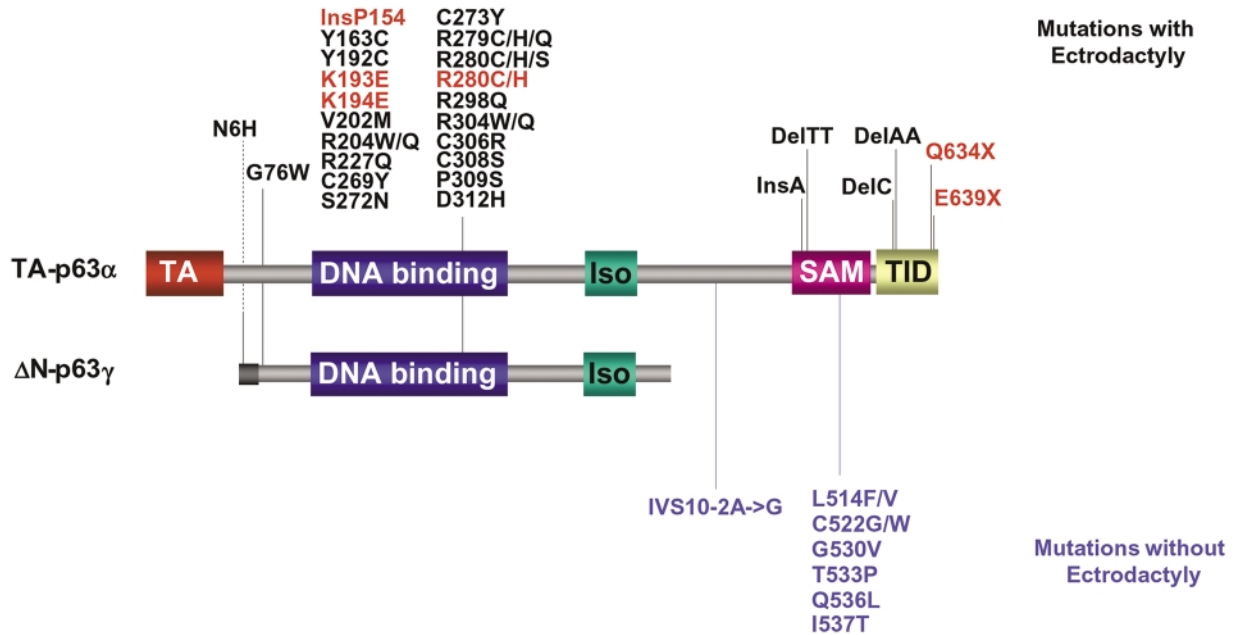 InsP154
Y163C
Y192C
K193E
K194E
V202M
R204W/Q
R227Q
C269Y
S272N
C273Y
R279C/H/Q
R280C/H/S
R280C/H
R298Q
R304W/Q
C306R
C308S
P309S
D312H
Mutations with
Ectrodactyly
N6H
G76W
DelTT
DelAA
Q634X
InsA
DelC
E639X
TA-p63α
TA
DNA binding
Iso
SAM
TID
ΔN-p63γ
DNA binding
Iso
IVS10-2A->G
L514F/V
C522G/W
G530V
T533P
Q536L
I537T
Mutations without
Ectrodactyly